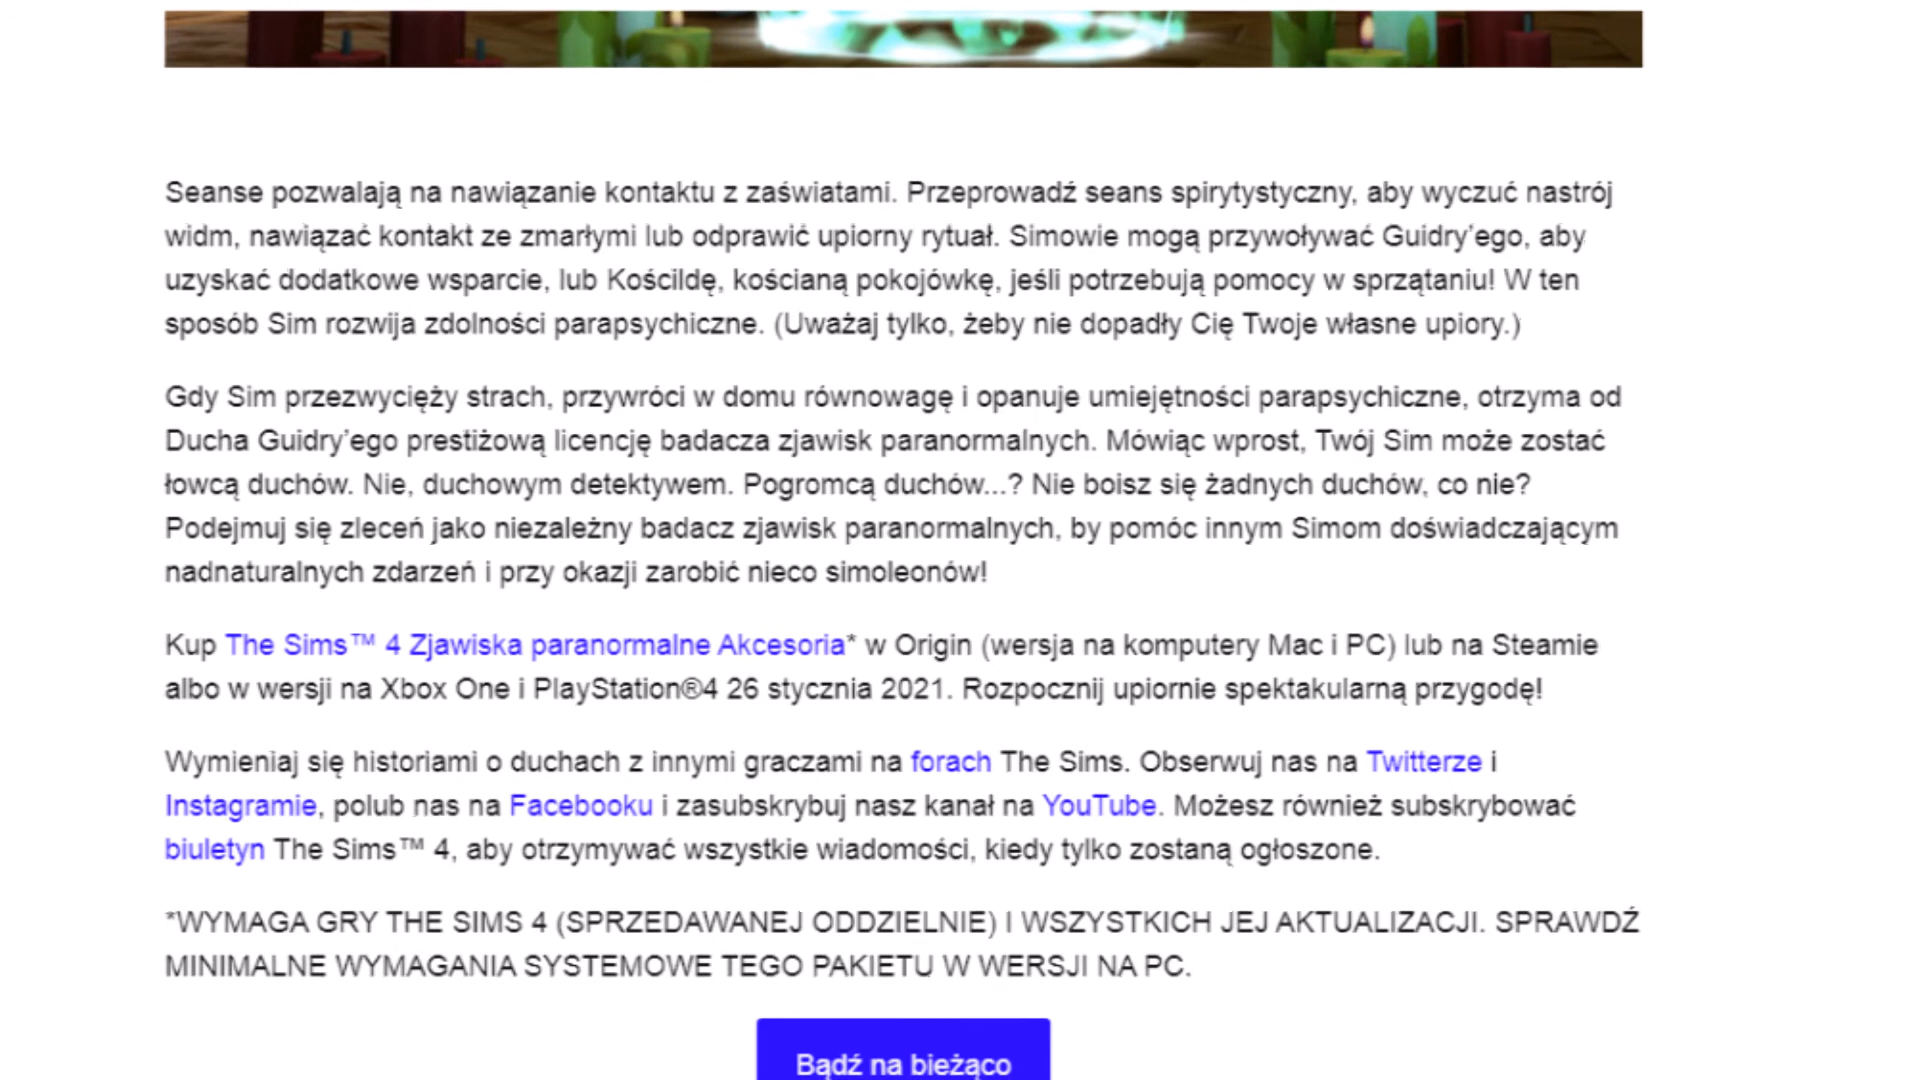 Seanse pozwalają na nawiązanie kontaktu z zaświatami. Przeprowadź seans spirytystyczny, aby wyczuć nastrój
widm, nawiązać kontakt ze zmarłymi lub odprawić upiorny rytuał. Simowie mogą przywoływać Guidry’ego, aby
uzyskać dodatkowe wsparcie, lub Kościldę, kościaną pokojówkę, jeśli potrzebują pomocy w sprzątaniu! W ten
sposób Sim rozwija zdolności parapsychiczne. (Uważaj tylko, żeby nie dopadły Cię Twoje własne upiory.)
Gdy Sim przezwycięży strach, przywróci w domu równowagę i opanuje umiejętności parapsychiczne, otrzyma od
Ducha Guidry’ego prestiżową licencję badacza zjawisk paranormalnych. Mówiąc wprost, Twój Sim może zostać
łowcą duchów. Nie, duchowym detektywem. Pogromcą duchów...? Nie boisz się żadnych duchów, co nie?
Podejmuj się zleceń jako niezależny badacz zjawisk paranormalnych, by pomóc innym Simom doświadczającym
nadnaturalnych zdarzeń i przy okazji zarobić nieco simoleonów!
Kup The Sims™ 4 Zjawiska paranormalne Akcesoria* w Origin (wersja na komputery Mac i PC) lub na Steamie
albo w wersji na Xbox One i PlayStation®4 26 stycznia 2021. Rozpocznij upiornie spektakularną przygodę!
Wymieniaj się historiami o duchach z innymi graczami na forach The Sims. Obserwuj nas na Twitterze i
Instagramie, polub nas na Facebooku i zasubskrybuj nasz kanał na YouTube. Możesz również subskrybować
biuletyn The Sims™ 4, aby otrzymywać wszystkie wiadomości, kiedy tylko zostaną ogłoszone.
*WYMAGA GRY THE SIMS 4 (SPRZEDAWANEJ ODDZIELNIE) I WSZYSTKICH JEJ AKTUALIZACJI. SPRAWDŹ
MINIMALNE WYMAGANIA SYSTEMOWE TEGO PAKIETU W WERSJI NA PC.
Bądź na bieżąco